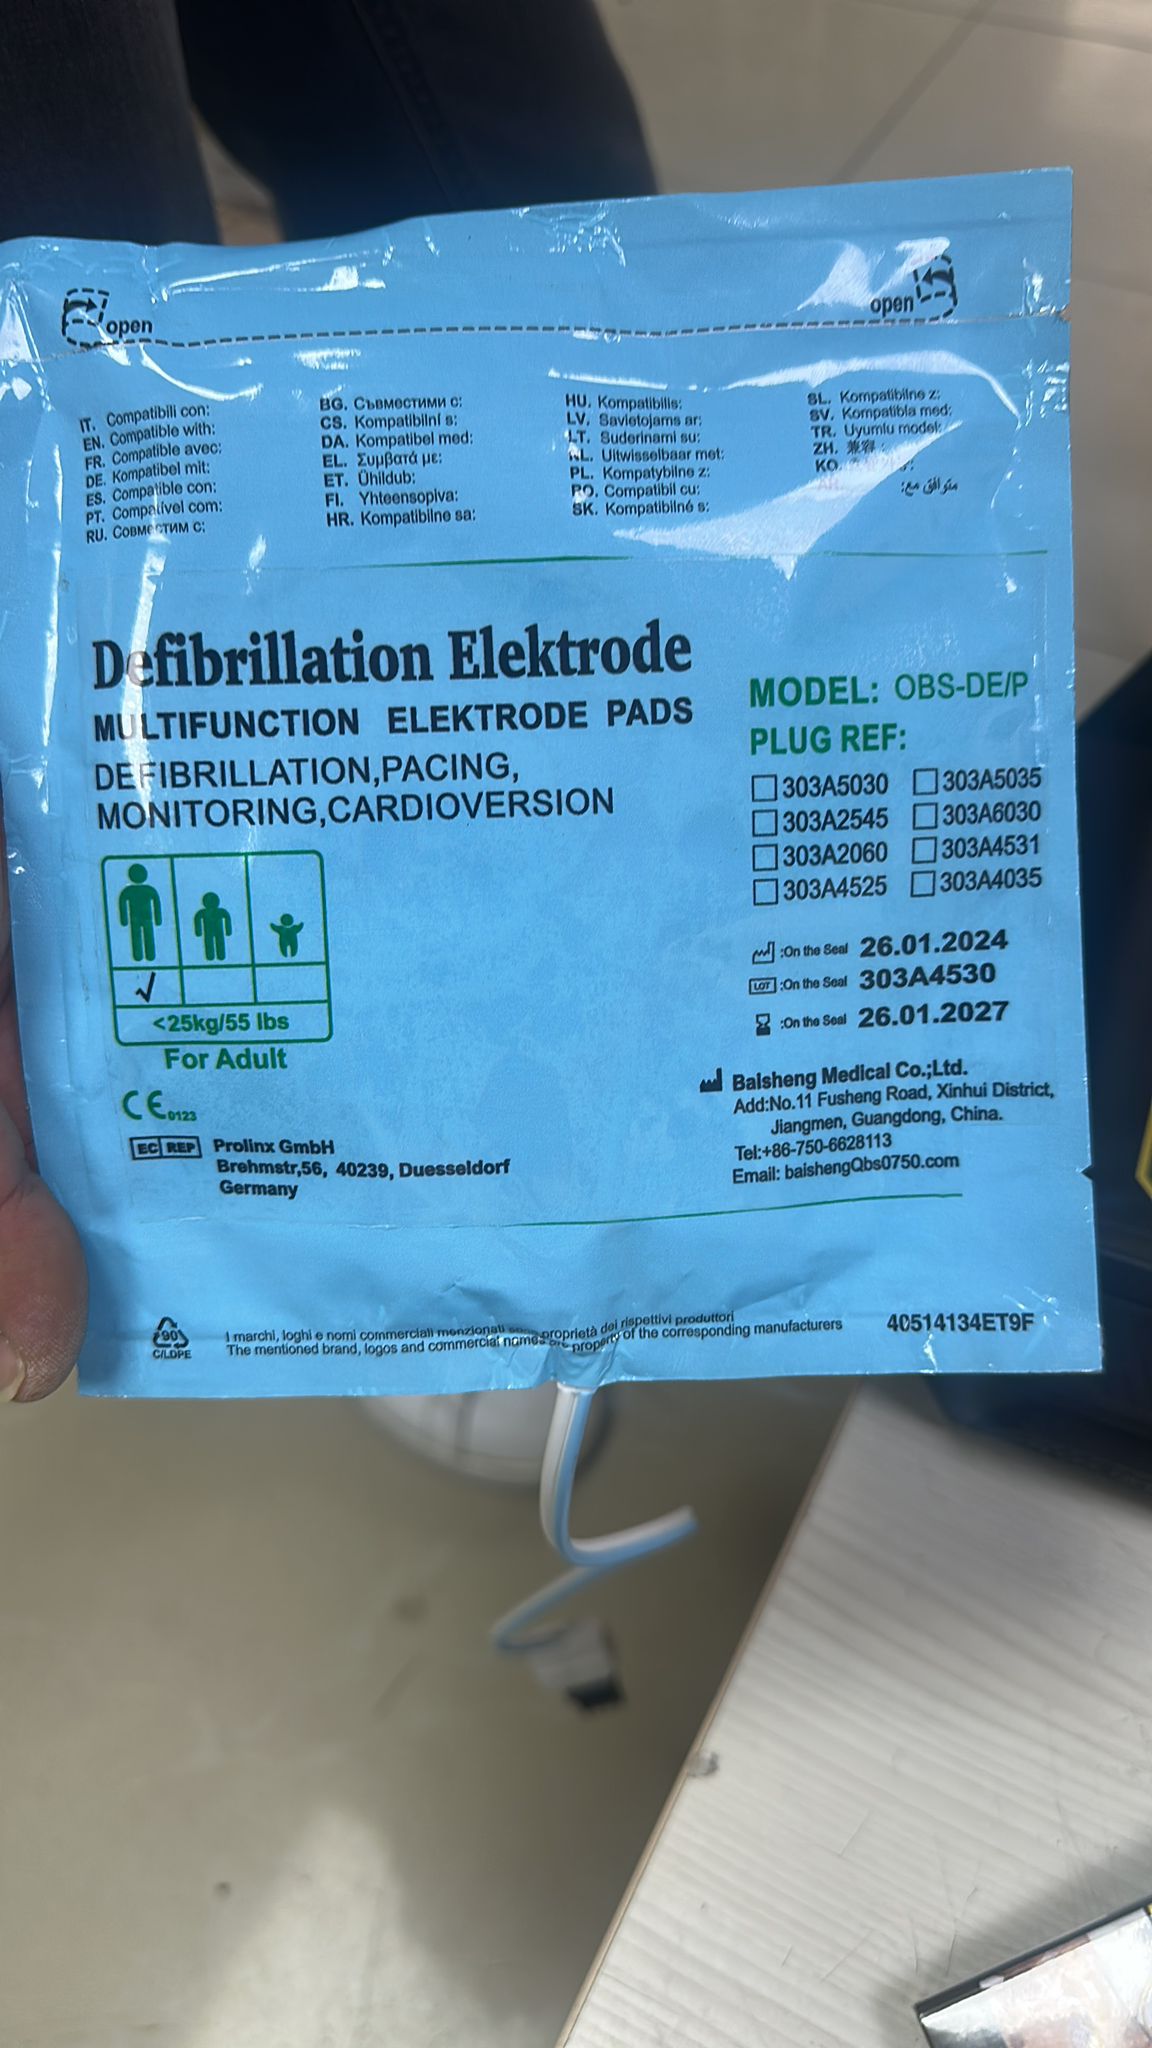 open
open
IT. Compatibili con:
EN. Compatible with:
FR. Compatible avec:
DE. Kompatibel mit:
ES. Compatible con:
PT. Compatível com:
RU. Совместим с:
BG. Съвместими с:
CS. Kompatibilní s:
DA. Kompatibel med:
EL. Συμβατά με:
ET. Ühildub:
FI. Yhteensopiva:
HR. Kompatibilne sa:
HU. Kompatibilis:
LV. Savietojams ar:
LT. Suderinami su:
NL. Uitwisselbaar met:
PL. Kompatybilne z:
RO. Compatibil cu:
SK. Kompatibilné s:
SL. Kompatibilne z:
SV. Kompatibla med:
TR. Uyumlu model:
ZH. 兼容 :
KO.
AR. متوافق مع:
Defibrillation Elektrode
MULTIFUNCTION ELEKTRODE PADS
DEFIBRILLATION,PACING,
MONITORING,CARDIOVERSION
<25kg/55 lbs
For Adult
CE 0123
EC REP Prolinx GmbH
Brehmstr,56, 40239, Duesseldorf
Germany
MODEL: OBS-DE/P
PLUG REF:
303A5030 303A5035
303A2545 303A6030
303A2060 303A4531
303A4525 303A4035
:On the Seal 26.01.2024
LOT :On the Seal 303A4530
:On the Seal 26.01.2027
Baisheng Medical Co.;Ltd.
Add:No.11 Fusheng Road, Xinhui District,
Jiangmen, Guangdong, China.
Tel:+86-750-6628113
Email: baishengQbs0750.com
90
C/LDPE
I marchi, loghi e nomi commerciali menzionati sono proprietà dei rispettivi produttori
The mentioned brand, logos and commercial names are property of the corresponding manufacturers
40514134ET9F